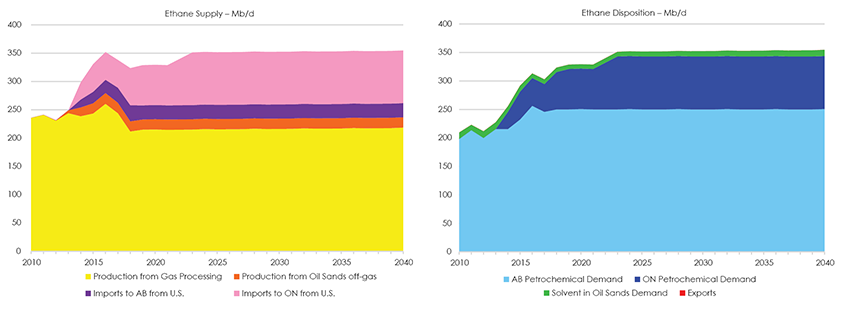 Ethane Supply – Mb/d
400
350
300
250
200
150
100
50
0
2010 2015 2020 2025 2030 2035 2040
Production from Gas Processing Production from Oil Sands off-gas
Imports to AB from U.S. Imports to ON from U.S.
Ethane Disposition – Mb/d
400
350
300
250
200
150
100
50
0
2010 2015 2020 2025 2030 2035 2040
AB Petrochemical Demand ON Petrochemical Demand
Solvent in Oil Sands Demand Exports